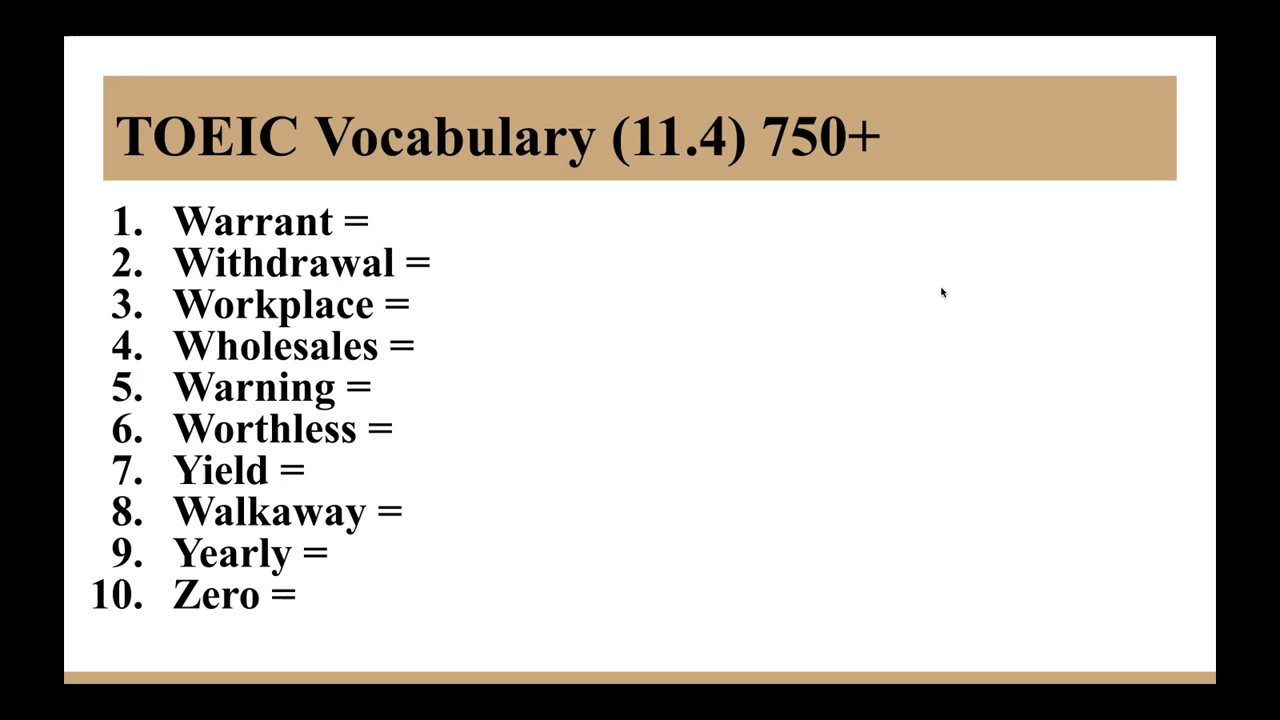 TOEIC Vocabulary (11.4) 750+
1. Warrant =
2. Withdrawal =
3. Workplace =
4. Wholesales =
5. Warning =
6. Worthless =
7. Yield =
8. Walkaway =
9. Yearly =
10. Zero =